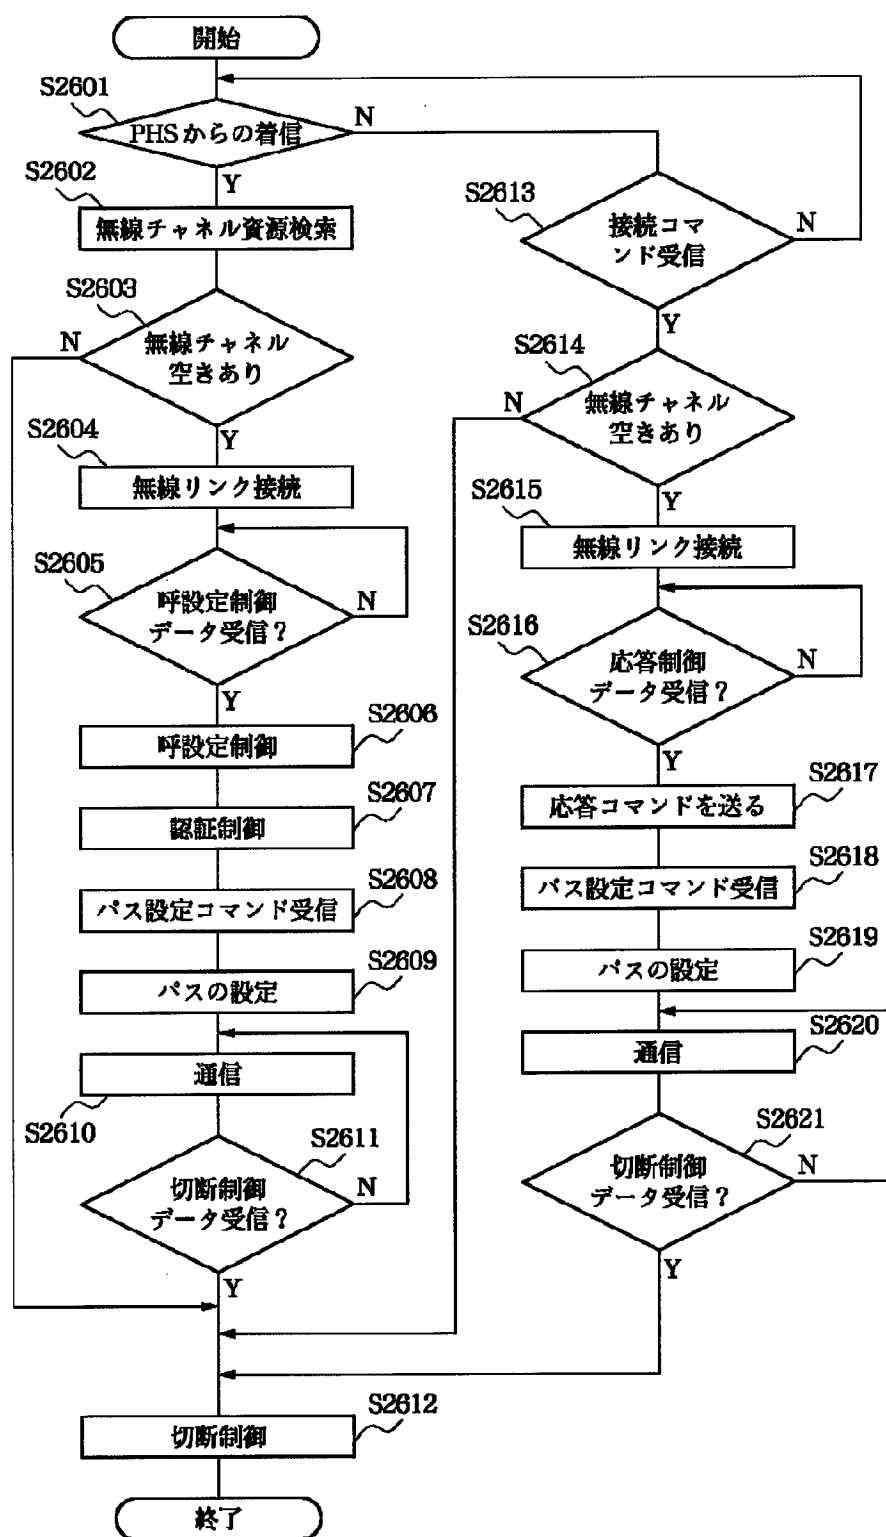 開始
S2601
PHSからの着信
N
Y
S2602
無線チャネル資源検索
S2603
無線チャネル
空きあり
N
Y
S2604
無線リンク接続
S2605
呼設定制御
データ受信?
N
Y
S2606
呼設定制御
S2607
認証制御
S2608
パス設定コマンド受信
S2609
パスの設定
通信
S2610
S2611
切断制御
データ受信?
N
Y
S2612
切断制御
終了
S2613
接続コマ
ンド受信
N
Y
S2614
無線チャネル
空きあり
N
Y
S2615
無線リンク接続
S2616
応答制御
データ受信?
N
Y
S2617
応答コマンドを送る
S2618
パス設定コマンド受信
S2619
パスの設定
S2620
通信
S2621
切断制御
データ受信?
N
Y